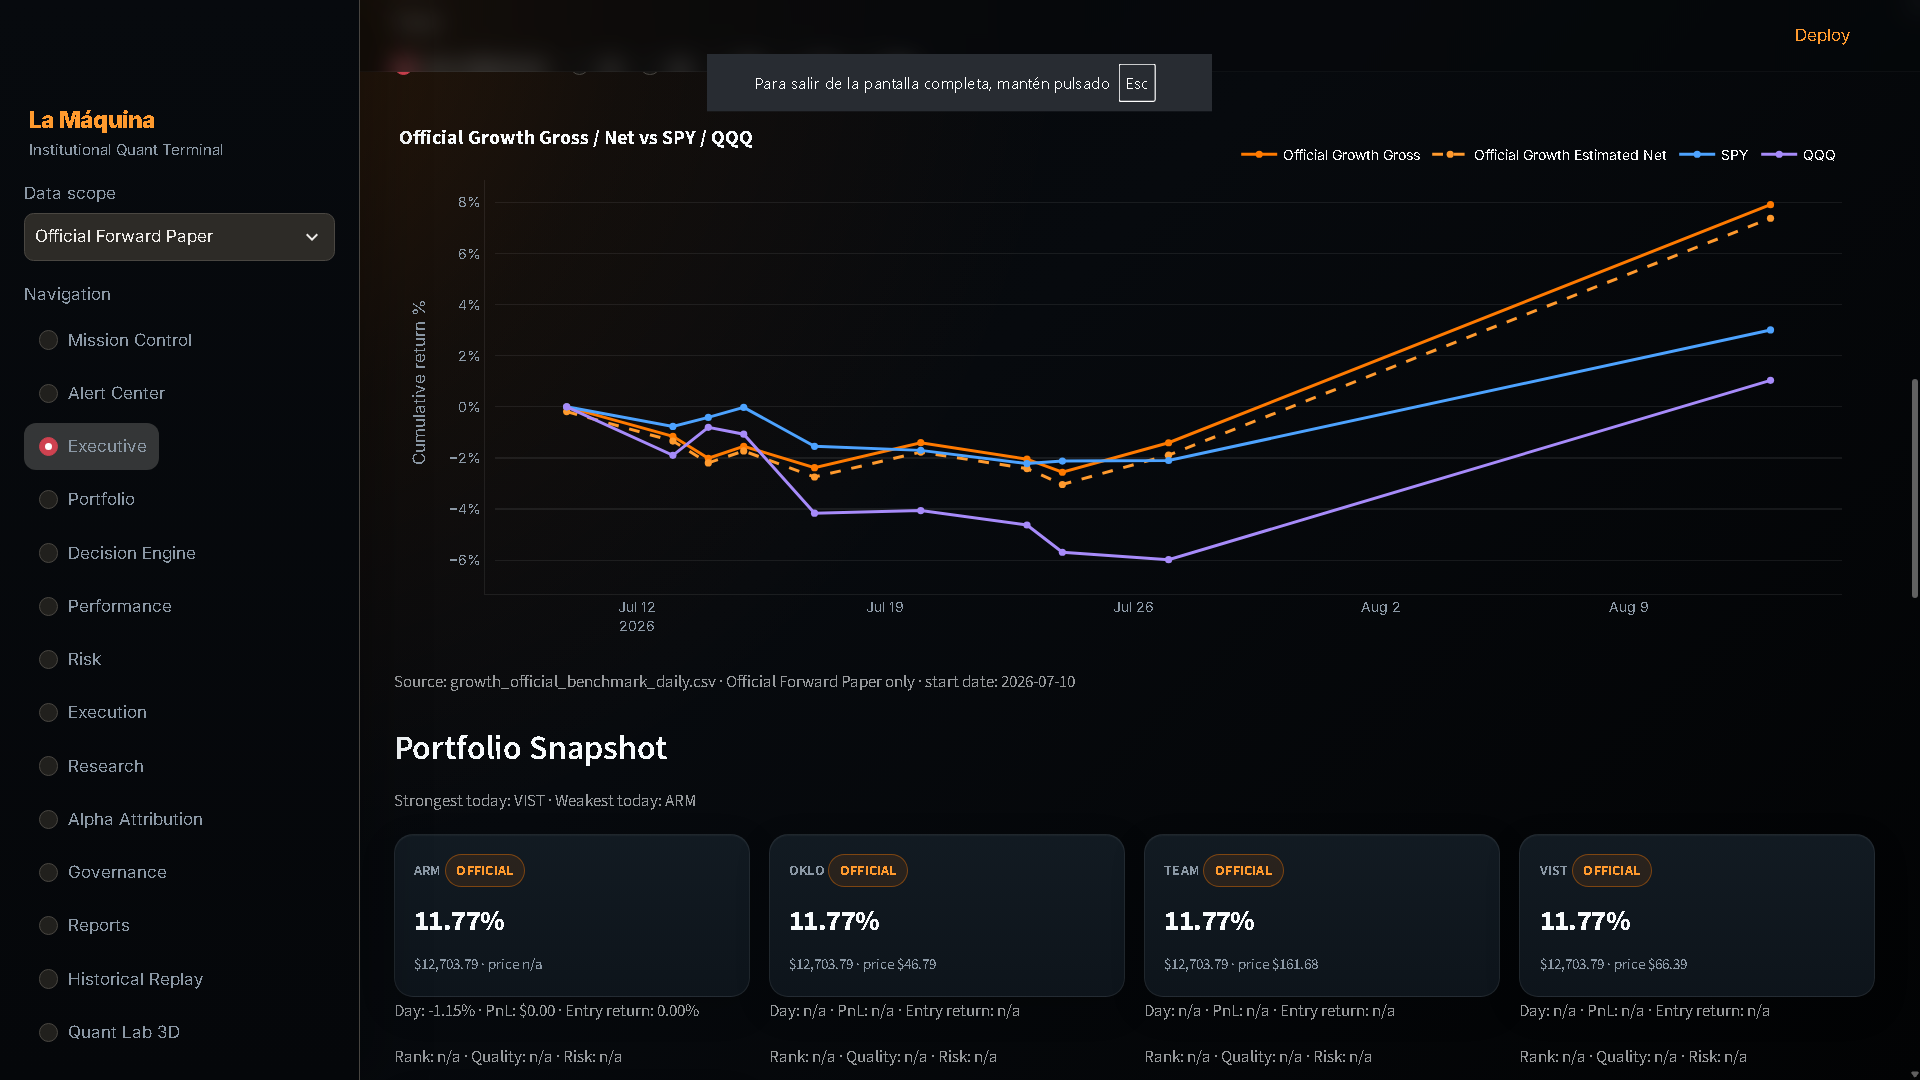 Deploy
Para salir de la pantalla completa, mantén pulsado Esc
La Máquina
Institutional Quant Terminal
Data scope
Official Forward Paper
Navigation
Mission Control
Alert Center
Executive
Portfolio
Decision Engine
Performance
Risk
Execution
Research
Alpha Attribution
Governance
Reports
Historical Replay
Quant Lab 3D
Official Growth Gross / Net vs SPY / QQQ
Official Growth Gross
Official Growth Estimated Net
SPY
QQQ
Cumulative return %
8%
6%
4%
2%
0%
−2%
−4%
−6%
Jul 12
2026
Jul 19
Jul 26
Aug 2
Aug 9
Source: growth_official_benchmark_daily.csv · Official Forward Paper only · start date: 2026-07-10
Portfolio Snapshot
Strongest today: VIST · Weakest today: ARM
ARM OFFICIAL
11.77%
$12,703.79 · price n/a
Day: -1.15% · PnL: $0.00 · Entry return: 0.00%
Rank: n/a · Quality: n/a · Risk: n/a
OKLO OFFICIAL
11.77%
$12,703.79 · price $46.79
Day: n/a · PnL: n/a · Entry return: n/a
Rank: n/a · Quality: n/a · Risk: n/a
TEAM OFFICIAL
11.77%
$12,703.79 · price $161.68
Day: n/a · PnL: n/a · Entry return: n/a
Rank: n/a · Quality: n/a · Risk: n/a
VIST OFFICIAL
11.77%
$12,703.79 · price $66.39
Day: n/a · PnL: n/a · Entry return: n/a
Rank: n/a · Quality: n/a · Risk: n/a